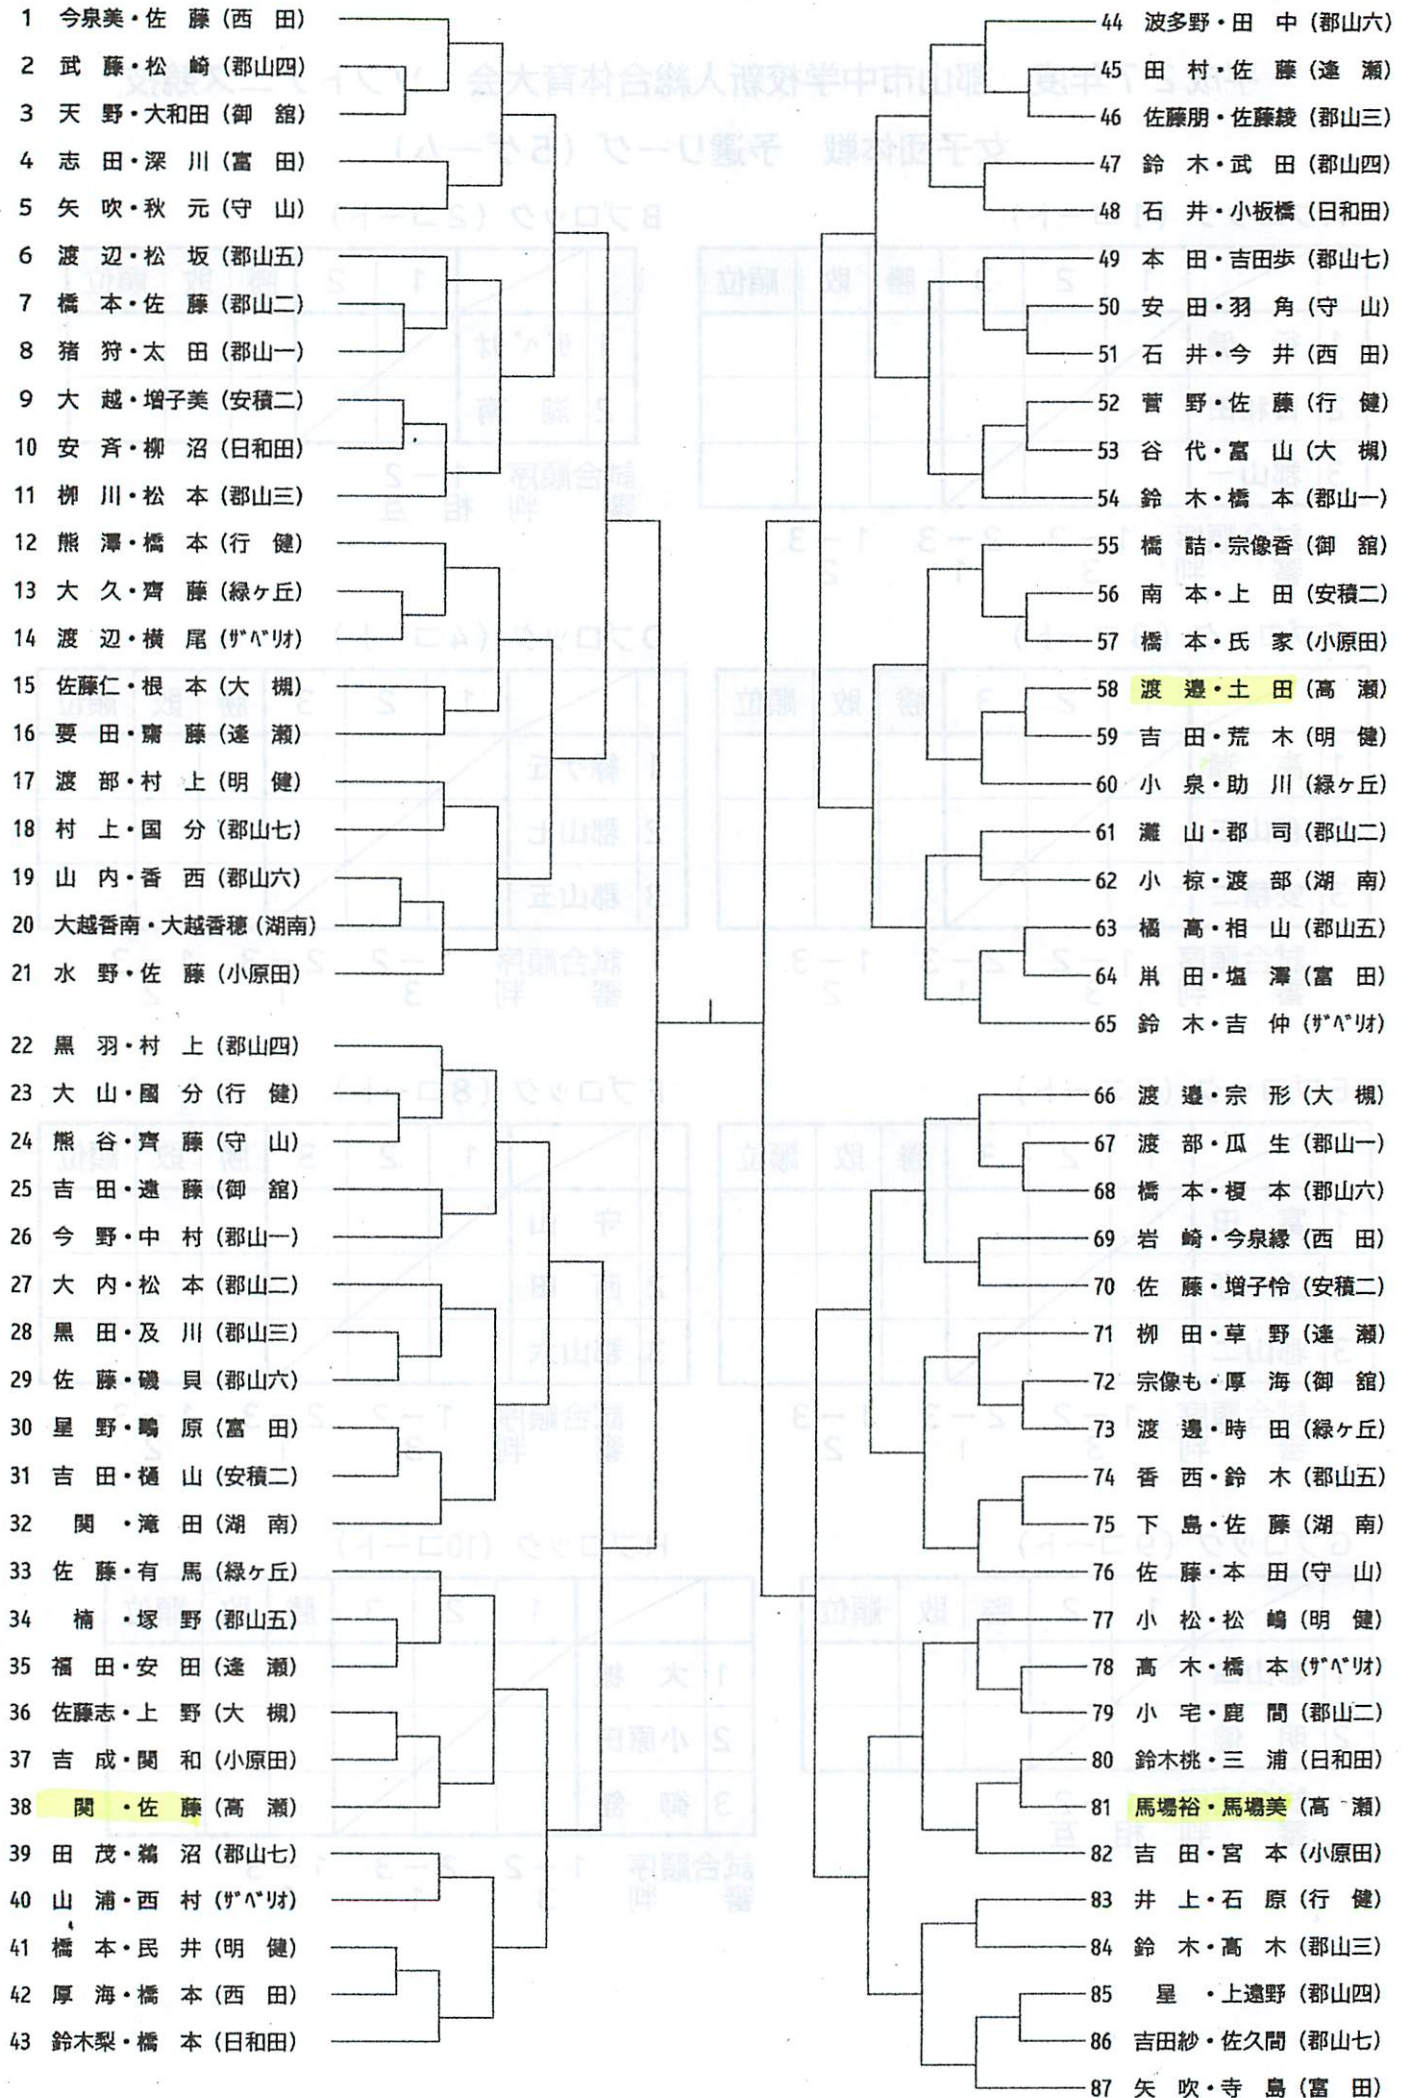 1 今泉美・佐 藤 (西 田)
2 武 藤・松 崎 (郡山四)
3 天 野・大和田 (御 舘)
4 志 田・深 川 (富 田)
5 矢 吹・秋 元 (守 山)
6 渡 辺・松 坂 (郡山五)
7 橋 本・佐 藤 (郡山二)
8 猪 狩・太 田 (郡山一)
9 大 越・増子美 (安積二)
10 安 斉・柳 沼 (日和田)
11 栁 川・松 本 (郡山三)
12 熊 澤・橋 本 (行 健)
13 大 久・齊 藤 (緑ヶ丘)
14 渡 辺・横 尾 (ｻﾞﾍﾞﾘｵ)
15 佐藤仁・根 本 (大 槻)
16 要 田・齋 藤 (逢 瀬)
17 渡 部・村 上 (明 健)
18 村 上・国 分 (郡山七)
19 山 内・香 西 (郡山六)
20 大越香南・大越香穂 (湖南)
21 水 野・佐 藤 (小原田)
22 黒 羽・村 上 (郡山四)
23 大 山・國 分 (行 健)
24 熊 谷・齊 藤 (守 山)
25 吉 田・遠 藤 (御 舘)
26 今 野・中 村 (郡山一)
27 大 内・松 本 (郡山二)
28 黒 田・及 川 (郡山三)
29 佐 藤・磯 貝 (郡山六)
30 星 野・鴫 原 (富 田)
31 吉 田・樋 山 (安積二)
32 関 ・滝 田 (湖 南)
33 佐 藤・有 馬 (緑ヶ丘)
34 楠 ・塚 野 (郡山五)
35 福 田・安 田 (逢 瀬)
36 佐藤志・上 野 (大 槻)
37 吉 成・関 和 (小原田)
38 関 ・佐 藤 (高 瀬)
39 田 茂・鵜 沼 (郡山七)
40 山 浦・西 村 (ｻﾞﾍﾞﾘｵ)
41 橋 本・民 井 (明 健)
42 厚 海・橋 本 (西 田)
43 鈴木梨・橋 本 (日和田)
44 波多野・田 中 (郡山六)
45 田 村・佐 藤 (逢 瀬)
46 佐藤朋・佐藤綾 (郡山三)
47 鈴 木・武 田 (郡山四)
48 石 井・小板橋 (日和田)
49 本 田・吉田歩 (郡山七)
50 安 田・羽 角 (守 山)
51 石 井・今 井 (西 田)
52 菅 野・佐 藤 (行 健)
53 谷 代・富 山 (大 槻)
54 鈴 木・橋 本 (郡山一)
55 橋 詰・宗像香 (御 舘)
56 南 本・上 田 (安積二)
57 橋 本・氏 家 (小原田)
58 渡 邉・土 田 (高 瀬)
59 吉 田・荒 木 (明 健)
60 小 泉・助 川 (緑ヶ丘)
61 灘 山・郡 司 (郡山二)
62 小 椋・渡 部 (湖 南)
63 橘 高・相 山 (郡山五)
64 田・塩 澤 (富 田)
65 鈴 木・吉 仲 (ｻﾞﾍﾞﾘｵ)
66 渡 邉・宗 形 (大 槻)
67 渡 部・瓜 生 (郡山一)
68 橋 本・榎 本 (郡山六)
69 岩 崎・今泉縁 (西 田)
70 佐 藤・増子怜 (安積二)
71 栁 田・草 野 (逢 瀬)
72 宗像も・厚 海 (御 舘)
73 渡 邊・時 田 (緑ヶ丘)
74 香 西・鈴 木 (郡山五)
75 下 島・佐 藤 (湖 南)
76 佐 藤・本 田 (守 山)
77 小 松・松 嶋 (明 健)
78 髙 木・橋 本 (ｻﾞﾍﾞﾘｵ)
79 小 宅・鹿 間 (郡山二)
80 鈴木桃・三 浦 (日和田)
81 馬場裕・馬場美 (高 瀬)
82 吉 田・宮 本 (小原田)
83 井 上・石 原 (行 健)
84 鈴 木・髙 木 (郡山三)
85 星 ・上遠野 (郡山四)
86 吉田紗・佐久間 (郡山七)
87 矢 吹・寺 島 (富 田)